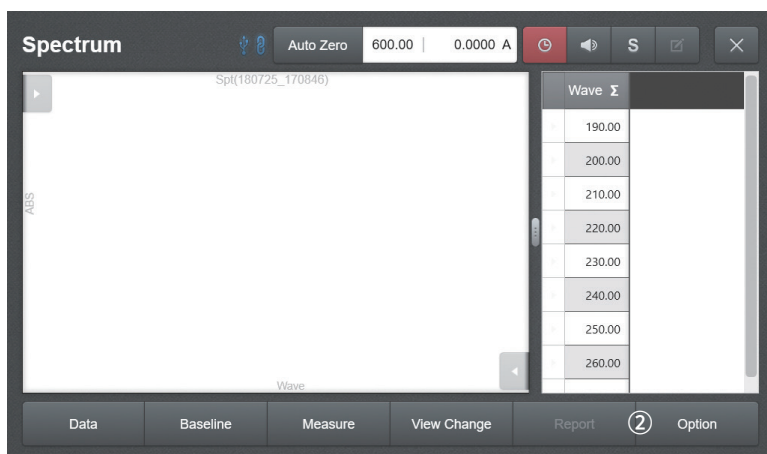 Spectrum Auto Zero 600.00 | 0.0000 A S
Spt(180725_170846)
ABS
Wave
Wave Σ
190.00
200.00
210.00
220.00
230.00
240.00
250.00
260.00
Data Baseline Measure View Change Report ② Option